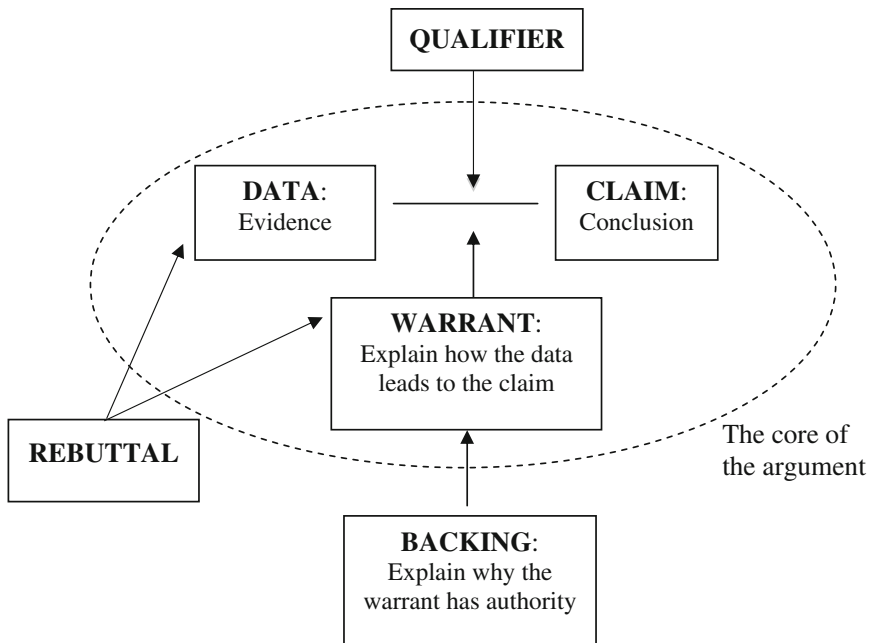 QUALIFIER
DATA:
Evidence
CLAIM:
Conclusion
WARRANT:
Explain how the data
leads to the claim
REBUTTAL
The core of
the argument
BACKING:
Explain why the
warrant has authority